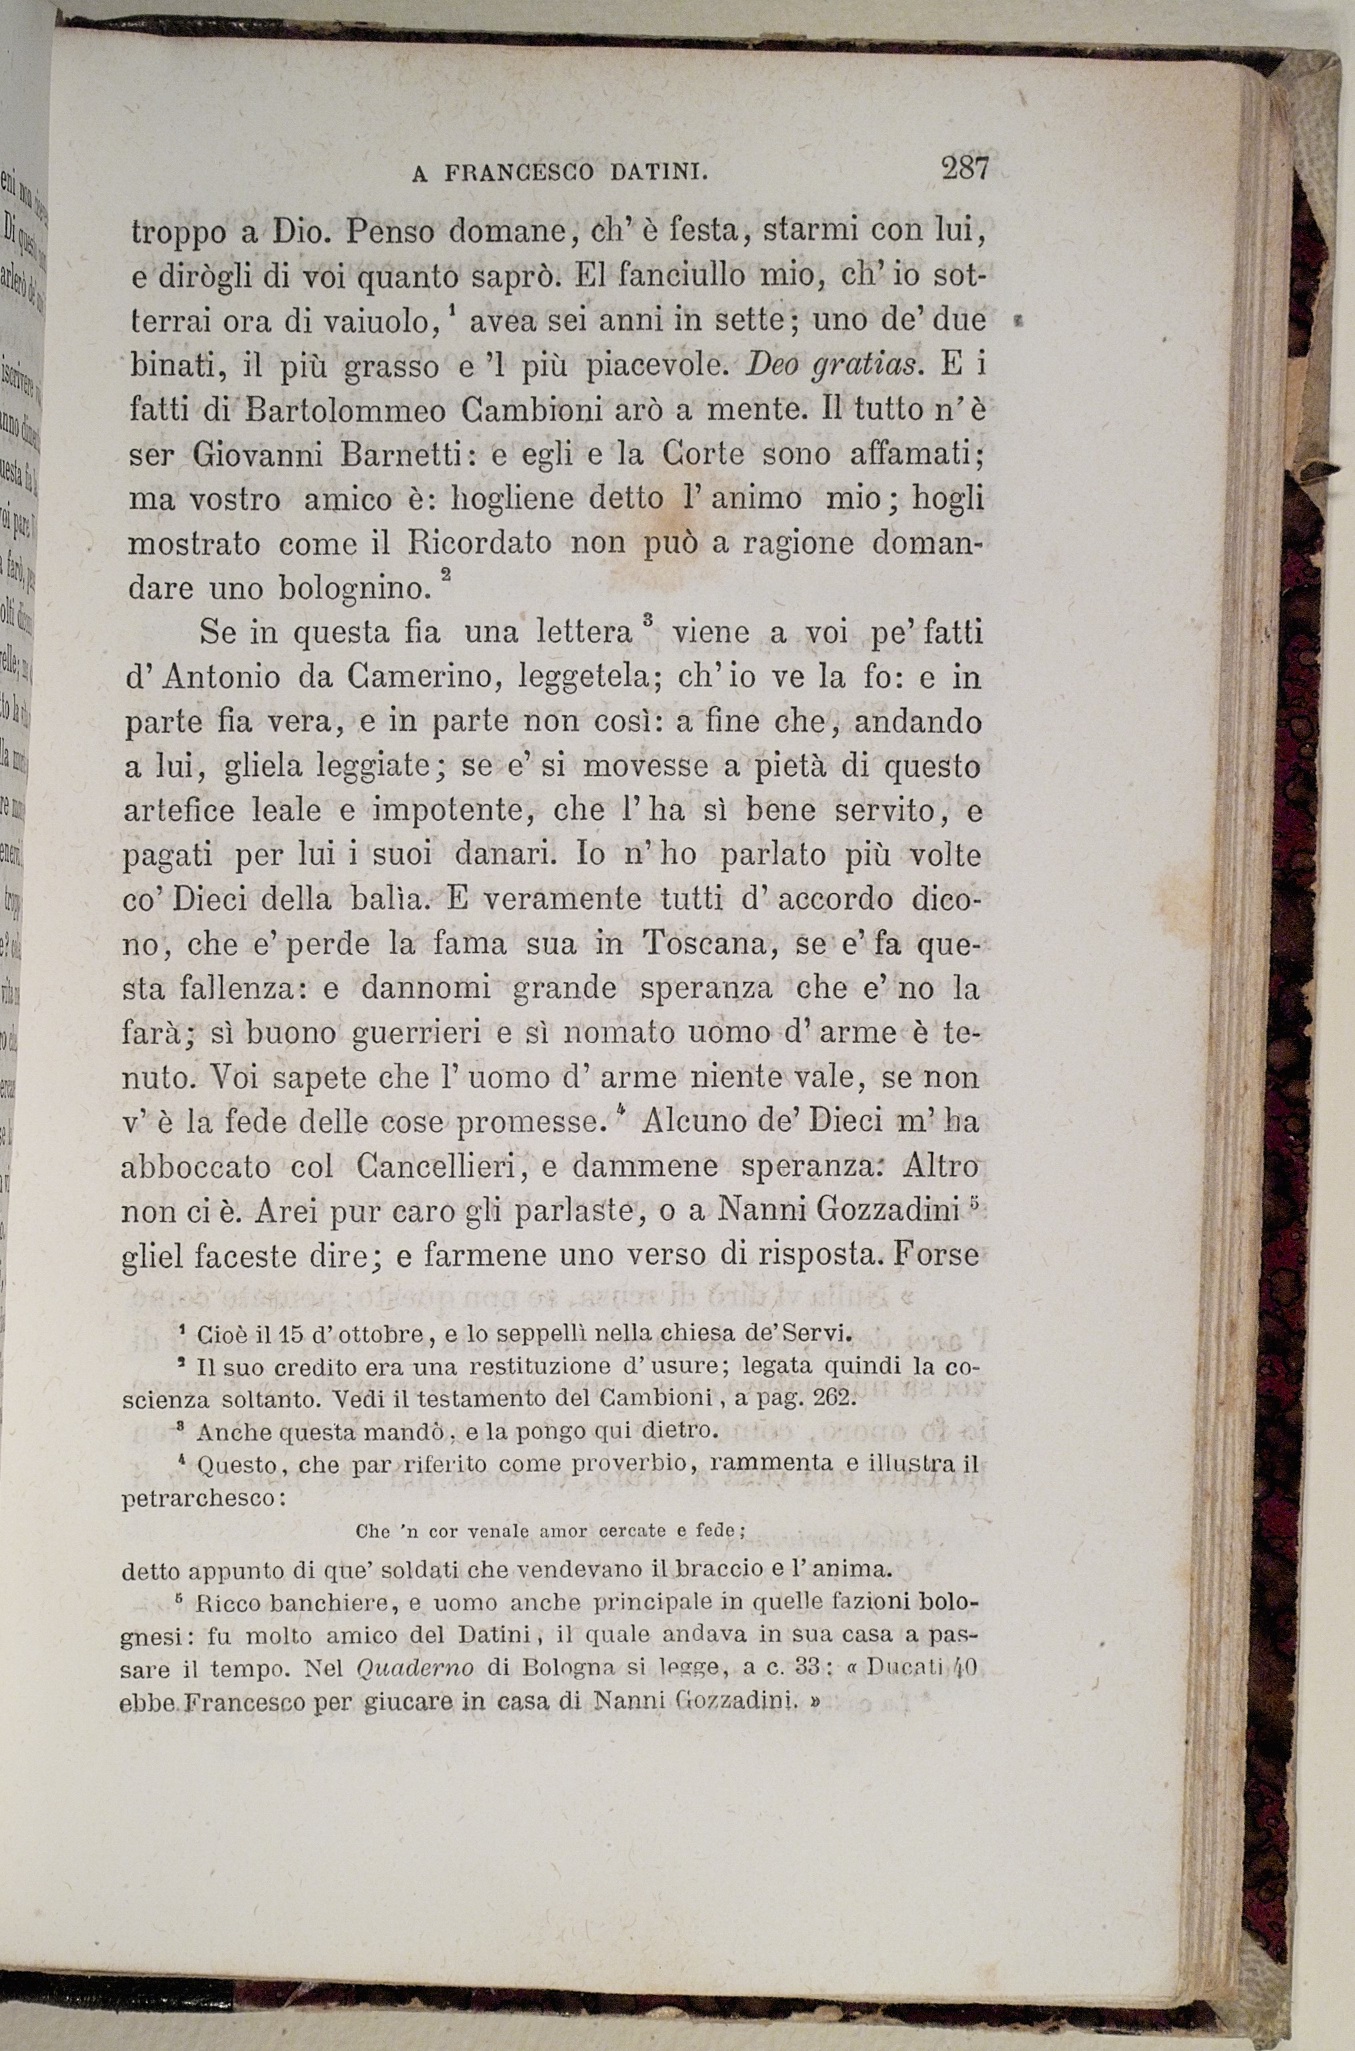 A FRANCESCO DATINI. 287
troppo a Dio. Penso domane, ch' è festa, starmi con lui,
e dirògli di voi quanto saprò. El fanciullo mio, ch' io sot-
terrai ora di vaiuolo, ¹ avea sei anni in sette; uno de' due
binati, il più grasso e 'l più piacevole. Deo gratias. E i
fatti di Bartolommeo Cambioni arò a mente. Il tutto n' è
ser Giovanni Barnetti: e egli e la Corte sono affamati;
ma vostro amico è: hogliene detto l' animo mio; hogli
mostrato come il Ricordato non può a ragione doman-
dare uno bolognino. ²
Se in questa fia una lettera ³ viene a voi pe' fatti
d' Antonio da Camerino, leggetela; ch' io ve la fo: e in
parte fia vera, e in parte non così: a fine che, andando
a lui, gliela leggiate; se e' si movesse a pietà di questo
artefice leale e impotente, che l' ha sì bene servito, e
pagati per lui i suoi danari. Io n' ho parlato più volte
co' Dieci della balìa. E veramente tutti d' accordo dico-
no, che e' perde la fama sua in Toscana, se e' fa que-
sta fallenza: e dannomi grande speranza che e' no la
farà; sì buono guerrieri e sì nomato uomo d' arme è te-
nuto. Voi sapete che l' uomo d' arme niente vale, se non
v' è la fede delle cose promesse. ⁴ Alcuno de' Dieci m' ha
abboccato col Cancellieri, e dammene speranza: Altro
non ci è. Arei pur caro gli parlaste, o a Nanni Gozzadini ⁵
gliel faceste dire; e farmene uno verso di risposta. Forse
¹ Cioè il 15 d' ottobre, e lo seppellì nella chiesa de' Servi.
² Il suo credito era una restituzione d' usure; legata quindi la co-
scienza soltanto. Vedi il testamento del Cambioni, a pag. 262.
³ Anche questa mandò, e la pongo qui dietro.
⁴ Questo, che par riferito come proverbio, rammenta e illustra il
petrarchesco:
Che 'n cor venale amor cercate e fede;
detto appunto di que' soldati che vendevano il braccio e l' anima.
⁵ Ricco banchiere, e uomo anche principale in quelle fazioni bolo-
gnesi: fu molto amico del Datini, il quale andava in sua casa a pas-
sare il tempo. Nel Quaderno di Bologna si legge, a c. 33: « Ducati 40
ebbe Francesco per giucare in casa di Nanni Gozzadini. »